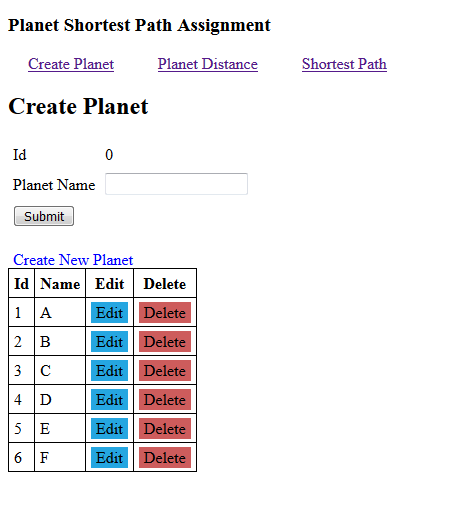 Planet Shortest Path Assignment
Create Planet Planet Distance Shortest Path
Create Planet
Id 0
Planet Name
Submit
Create New Planet
Id Name Edit Delete
1 A Edit Delete
2 B Edit Delete
3 C Edit Delete
4 D Edit Delete
5 E Edit Delete
6 F Edit Delete